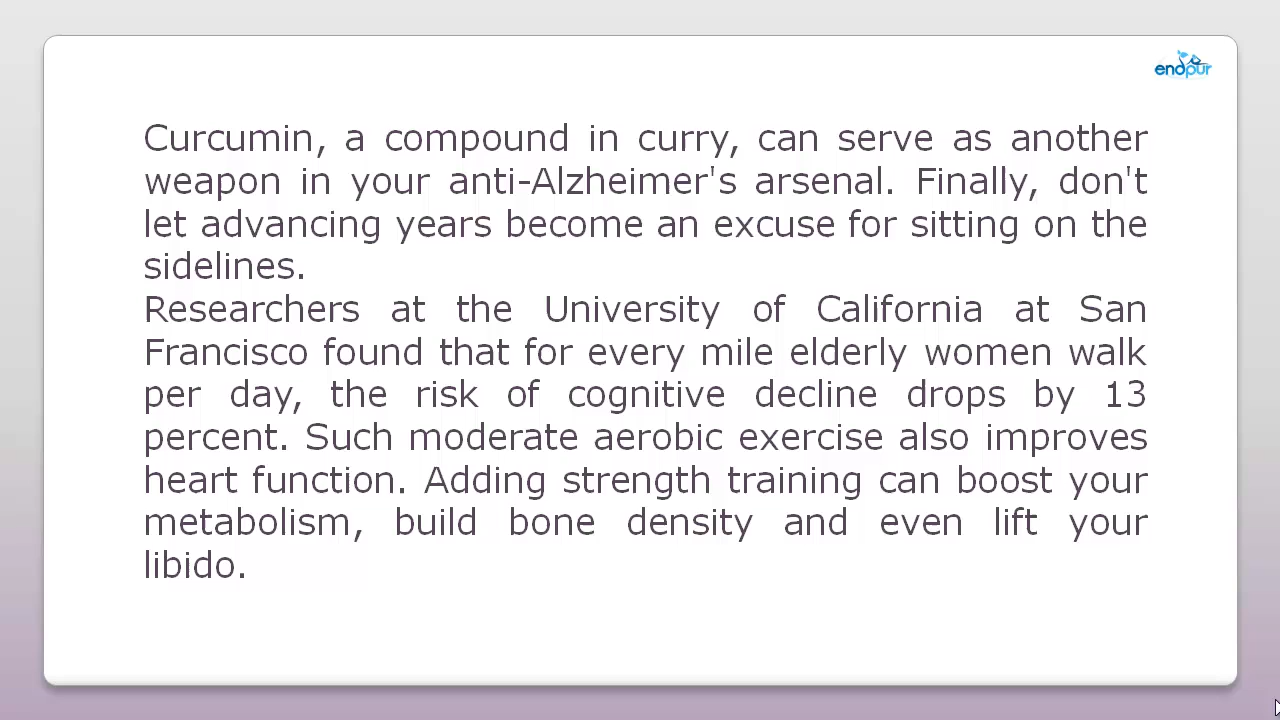 endpur
Curcumin, a compound in curry, can serve as another
weapon in your anti-Alzheimer's arsenal. Finally, don't
let advancing years become an excuse for sitting on the
sidelines.
Researchers at the University of California at San
Francisco found that for every mile elderly women walk
per day, the risk of cognitive decline drops by 13
percent. Such moderate aerobic exercise also improves
heart function. Adding strength training can boost your
metabolism, build bone density and even lift your
libido.